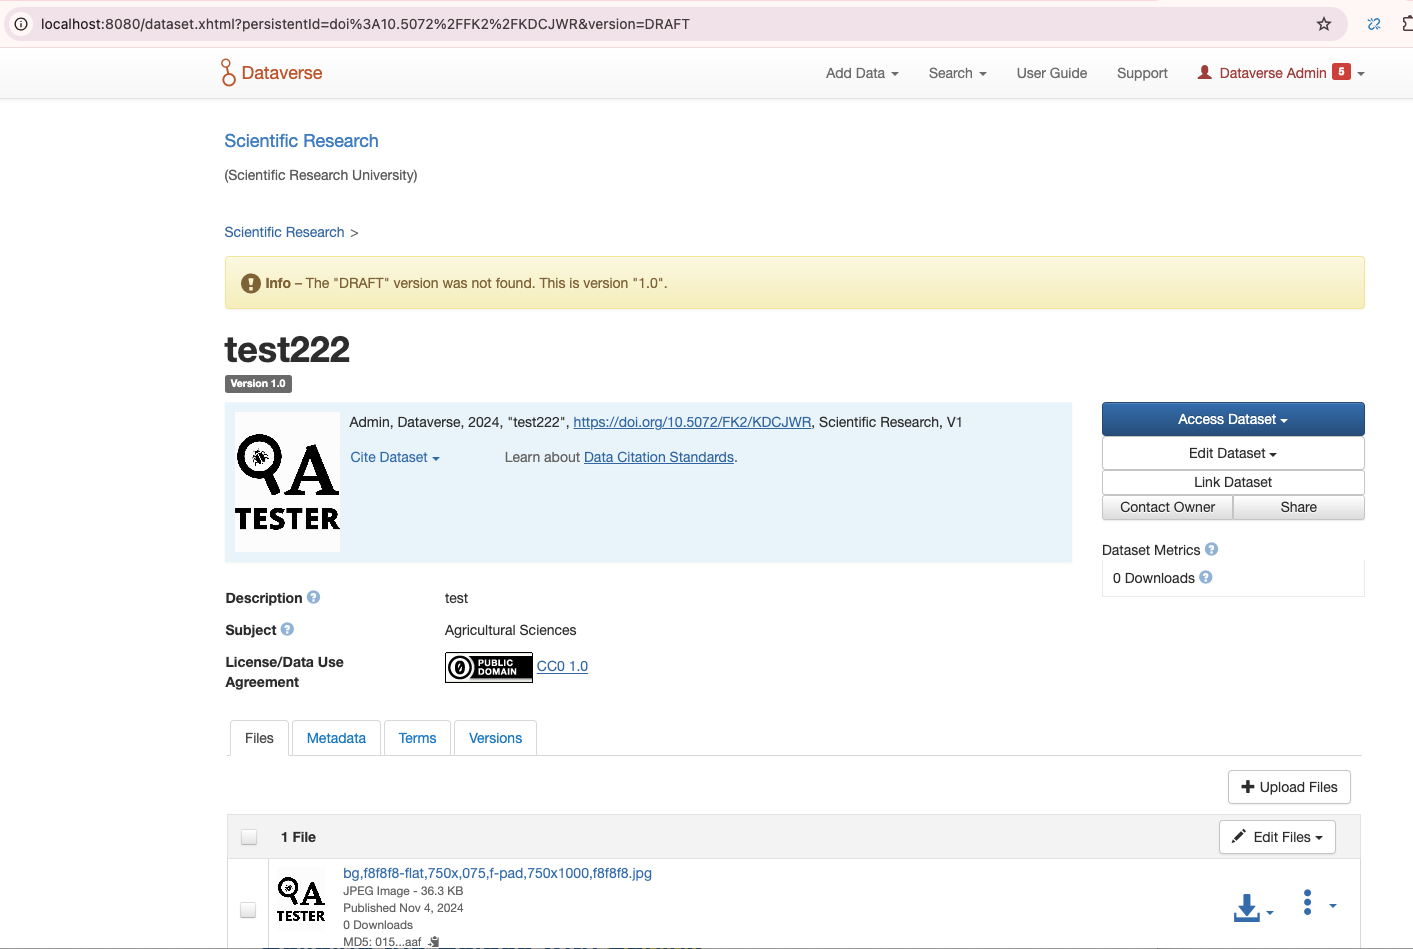 localhost:8080/dataset.xhtml?persistentId=doi%3A10.5072%2FFK2%2FKDCJWR&version=DRAFT
Dataverse
Add Data
Search
User Guide
Support
Dataverse Admin 5
Scientific Research
(Scientific Research University)
Scientific Research >
Info – The "DRAFT" version was not found. This is version "1.0".
test222
Version 1.0
QA
TESTER
Admin, Dataverse, 2024, "test222", https://doi.org/10.5072/FK2/KDCJWR, Scientific Research, V1
Cite Dataset
Learn about Data Citation Standards.
Access Dataset
Edit Dataset
Link Dataset
Contact Owner
Share
Dataset Metrics
0 Downloads
Description
test
Subject
Agricultural Sciences
License/Data Use
Agreement
PUBLIC
DOMAIN
CC0 1.0
Files
Metadata
Terms
Versions
Upload Files
1 File
Edit Files
QA
TESTER
bg,f8f8f8-flat,750x,075,f-pad,750x1000,f8f8f8.jpg
JPEG Image - 36.3 KB
Published Nov 4, 2024
0 Downloads
MD5: 015...aaf